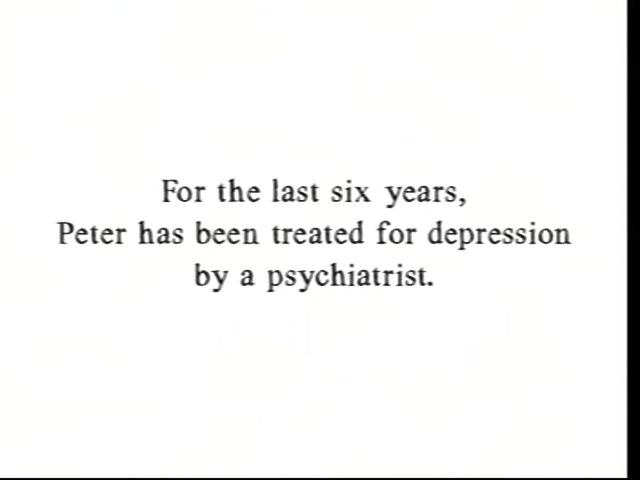 For the last six years,
Peter has been treated for depression
by a psychiatrist.